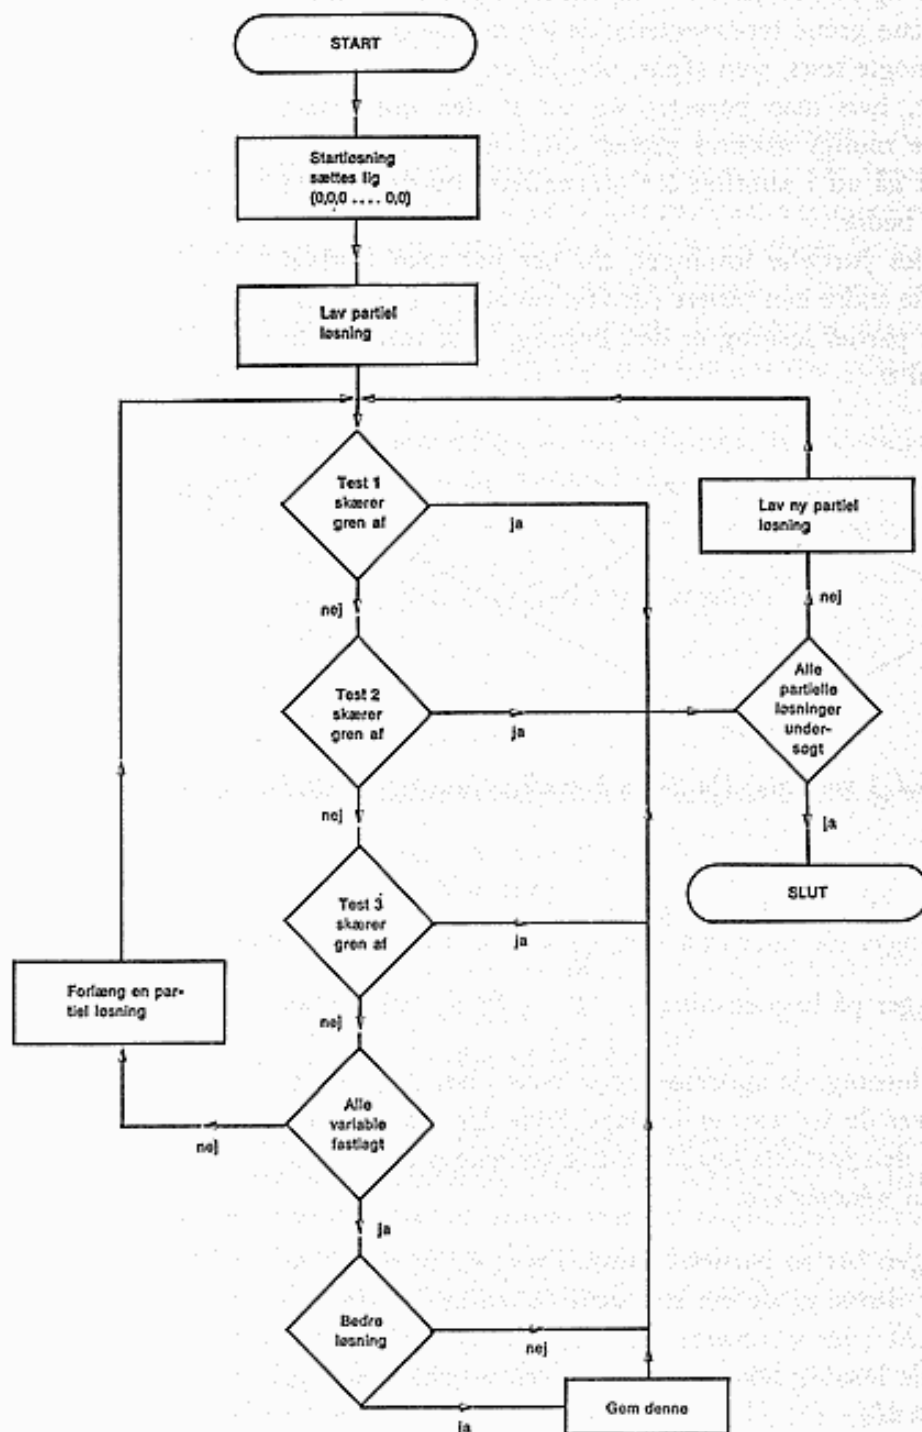 START
Startløsning
sættes lig
(0,0,0 .... 0,0)
Lav partiel
løsning
Test 1
skærer
gren af
ja
nej
Lav ny partiel
løsning
nej
Test 2
skærer
gren af
ja
nej
Alle
partielle
løsninger
under-
søgt
ja
SLUT
Test 3
skærer
gren af
ja
nej
Forlæng en par-
tiel løsning
Alle
variable
fastlagt
nej
ja
Bedre
løsning
nej
ja
Gem denne